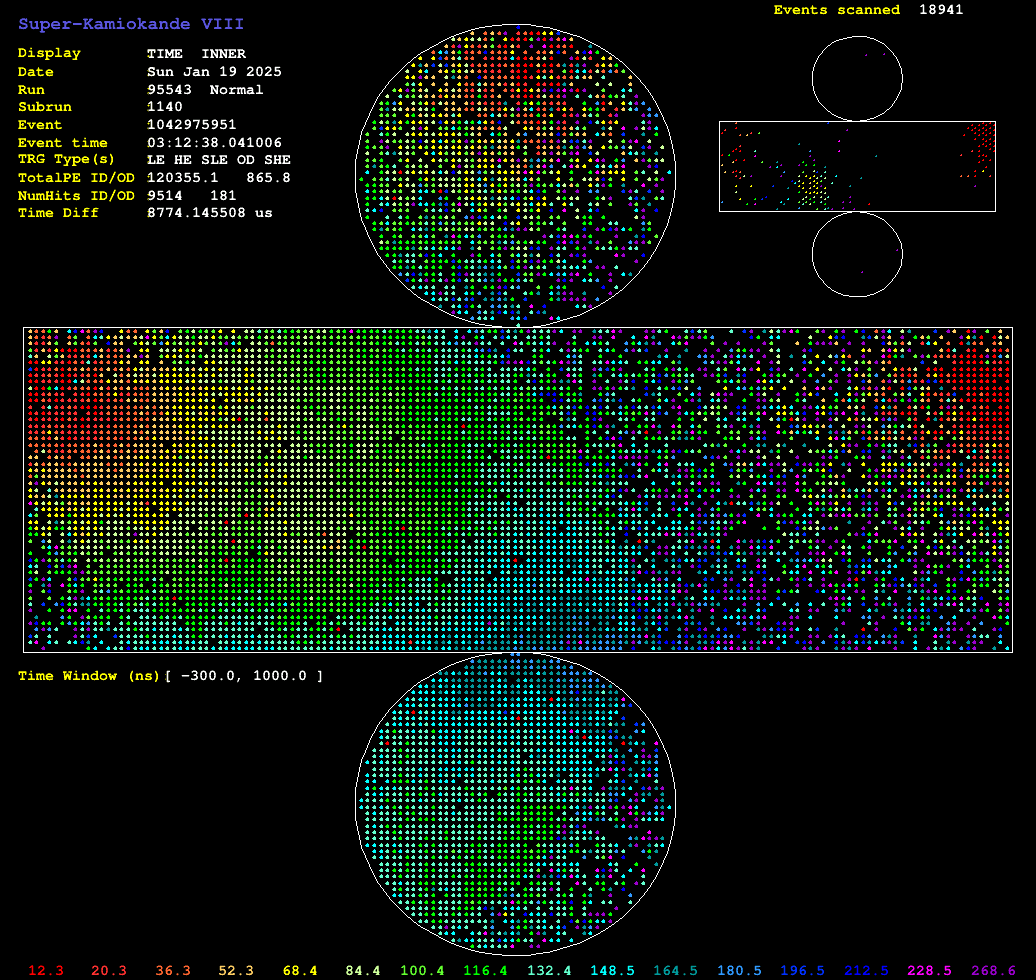 Events scanned 18941
Super-Kamiokande VIII
Display TIME INNER
Date Sun Jan 19 2025
Run 95543 Normal
Subrun 1140
Event 1042975951
Event time 03:12:38.041006
TRG Type(s) LE HE SLE OD SHE
TotalPE ID/OD 120355.1 865.8
NumHits ID/OD 9514 181
Time Diff 8774.145508 us
Time Window (ns)[ -300.0, 1000.0 ]
12.3 20.3 36.3 52.3 68.4 84.4 100.4 116.4 132.4 148.5 164.5 180.5 196.5 212.5 228.5 268.6